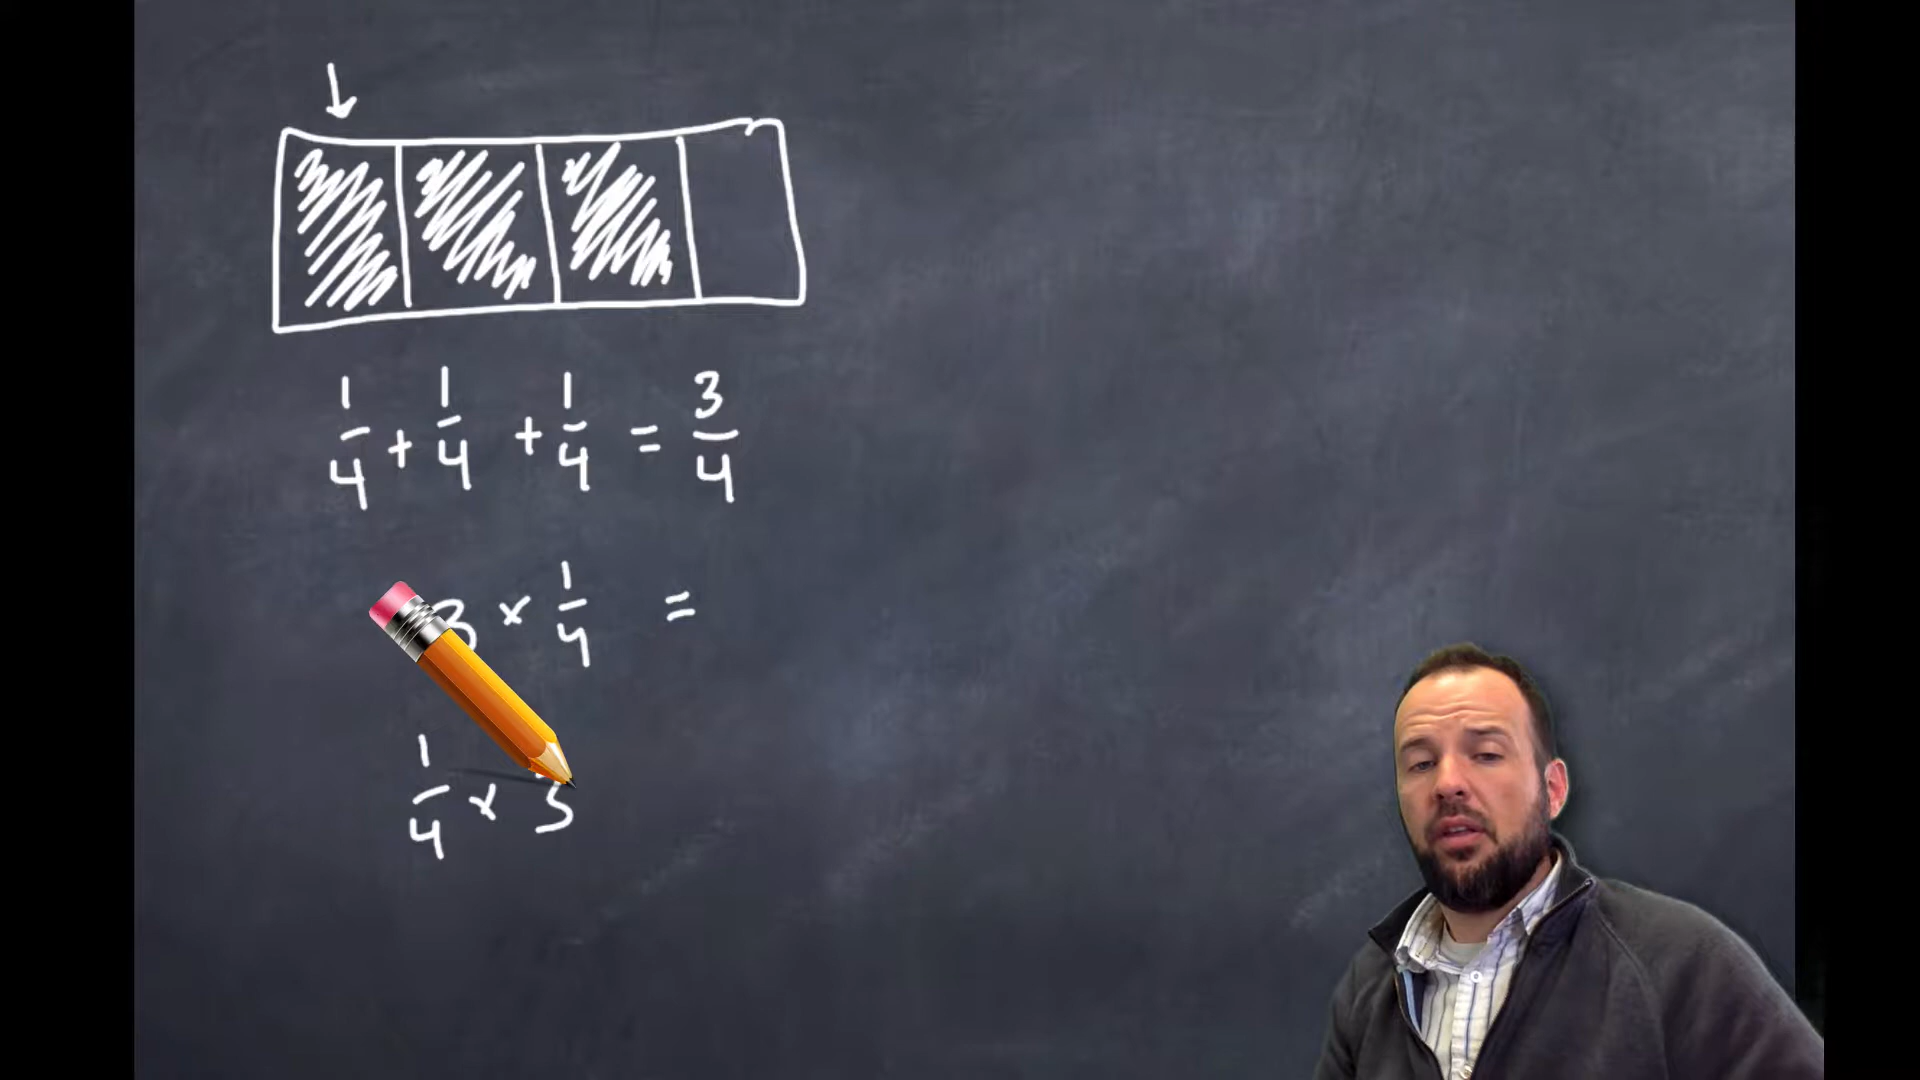 1/4 + 1/4 + 1/4 = 3/4
3 × 1/4 =
1/4 × 3